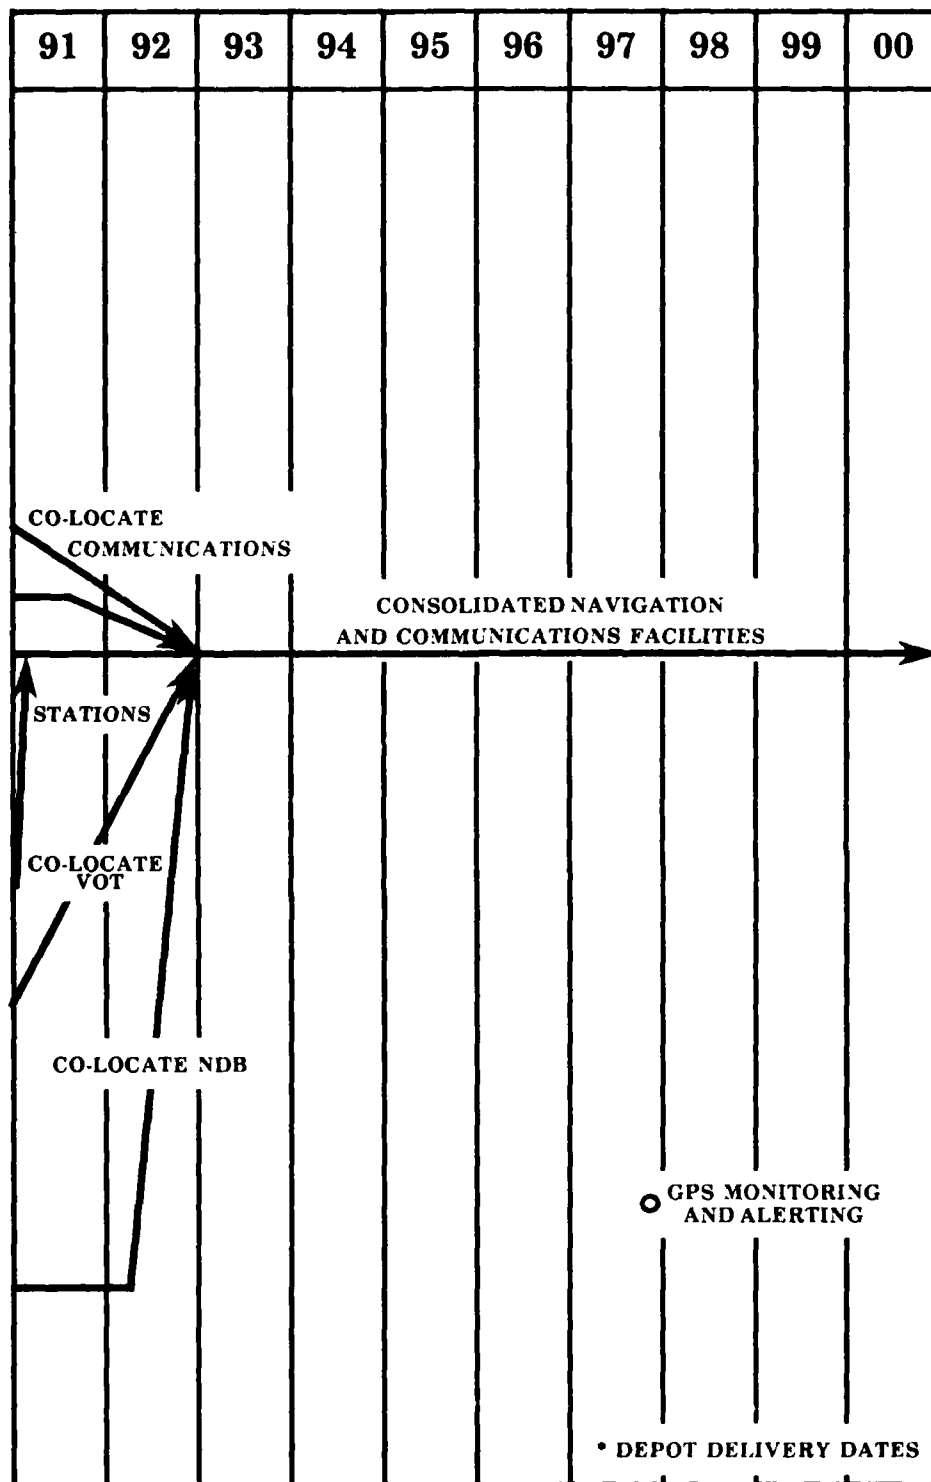 91 92 93 94 95 96 97 98 99 00
CO-LOCATE
COMMUNICATIONS
CONSOLIDATED NAVIGATION
AND COMMUNICATIONS FACILITIES
STATIONS
CO-LOCATE
VOT
CO-LOCATE NDB
GPS MONITORING
AND ALERTING
* DEPOT DELIVERY DATES